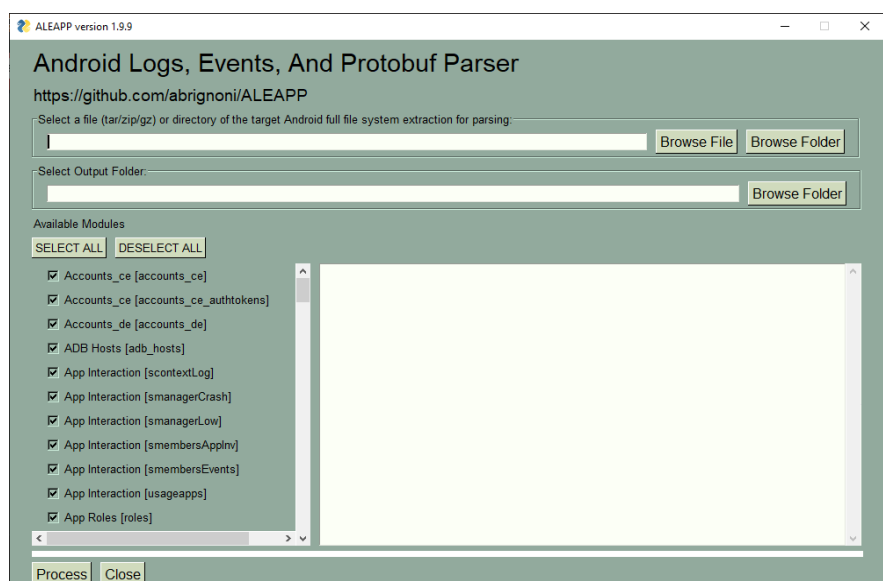 ALEAPP version 1.9.9
Android Logs, Events, And Protobuf Parser
https://github.com/abrignoni/ALEAPP
Select a file (tar/zip/gz) or directory of the target Android full file system extraction for parsing:
Browse File Browse Folder
Select Output Folder:
Browse Folder
Available Modules
SELECT ALL DESELECT ALL
Accounts_ce [accounts_ce]
Accounts_ce [accounts_ce_authtokens]
Accounts_de [accounts_de]
ADB Hosts [adb_hosts]
App Interaction [scontextLog]
App Interaction [smanagerCrash]
App Interaction [smanagerLow]
App Interaction [smembersAppInv]
App Interaction [smembersEvents]
App Interaction [usageapps]
App Roles [roles]
Process Close